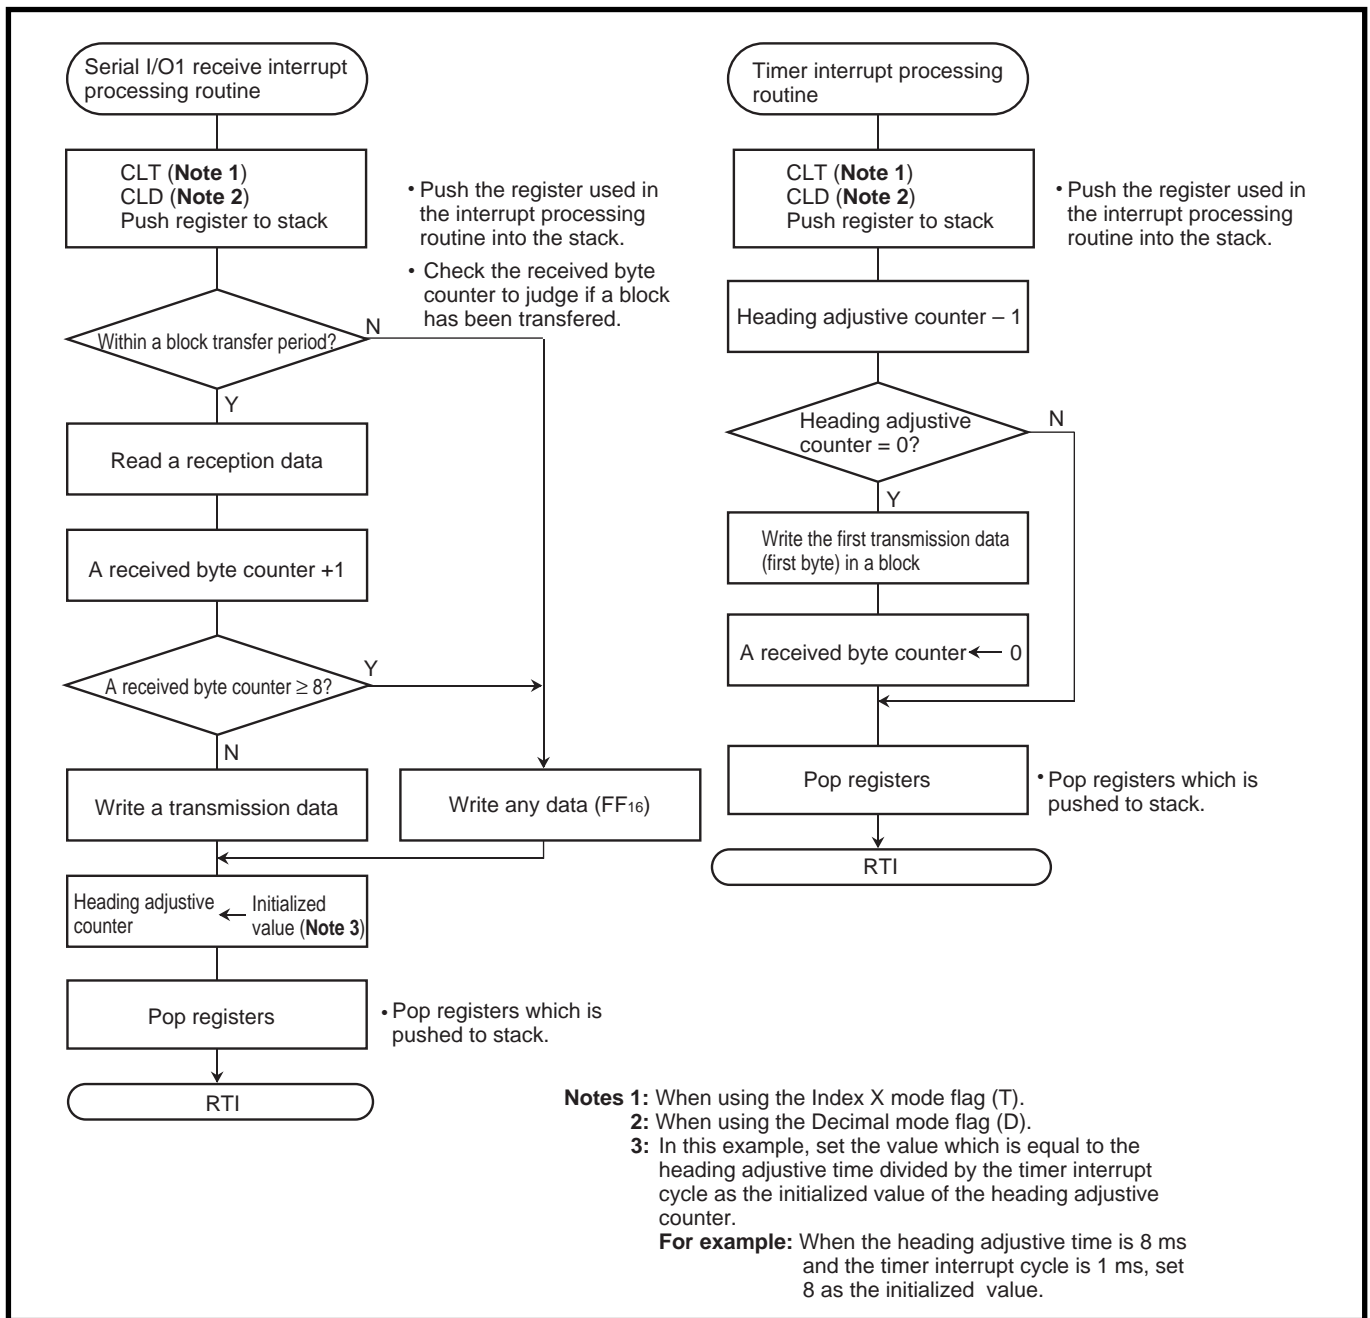 Serial I/O1 receive interrupt
processing routine
CLT (Note 1)
CLD (Note 2)
Push register to stack
• Push the register used in
the interrupt processing
routine into the stack.
• Check the received byte
counter to judge if a block
has been transfered.
Within a block transfer period?
N
Y
Read a reception data
A received byte counter +1
A received byte counter ≥ 8?
Y
N
Write a transmission data
Write any data (FF16)
Heading adjustive
counter
← Initialized
value (Note 3)
Pop registers
• Pop registers which is
pushed to stack.
RTI
Timer interrupt processing
routine
CLT (Note 1)
CLD (Note 2)
Push register to stack
• Push the register used in
the interrupt processing
routine into the stack.
Heading adjustive counter – 1
Heading adjustive
counter = 0?
N
Y
Write the first transmission data
(first byte) in a block
A received byte counter ← 0
Pop registers
• Pop registers which is
pushed to stack.
RTI
Notes 1: When using the Index X mode flag (T).
2: When using the Decimal mode flag (D).
3: In this example, set the value which is equal to the
heading adjustive time divided by the timer interrupt
cycle as the initialized value of the heading adjustive
counter.
For example: When the heading adjustive time is 8 ms
and the timer interrupt cycle is 1 ms, set
8 as the initialized value.